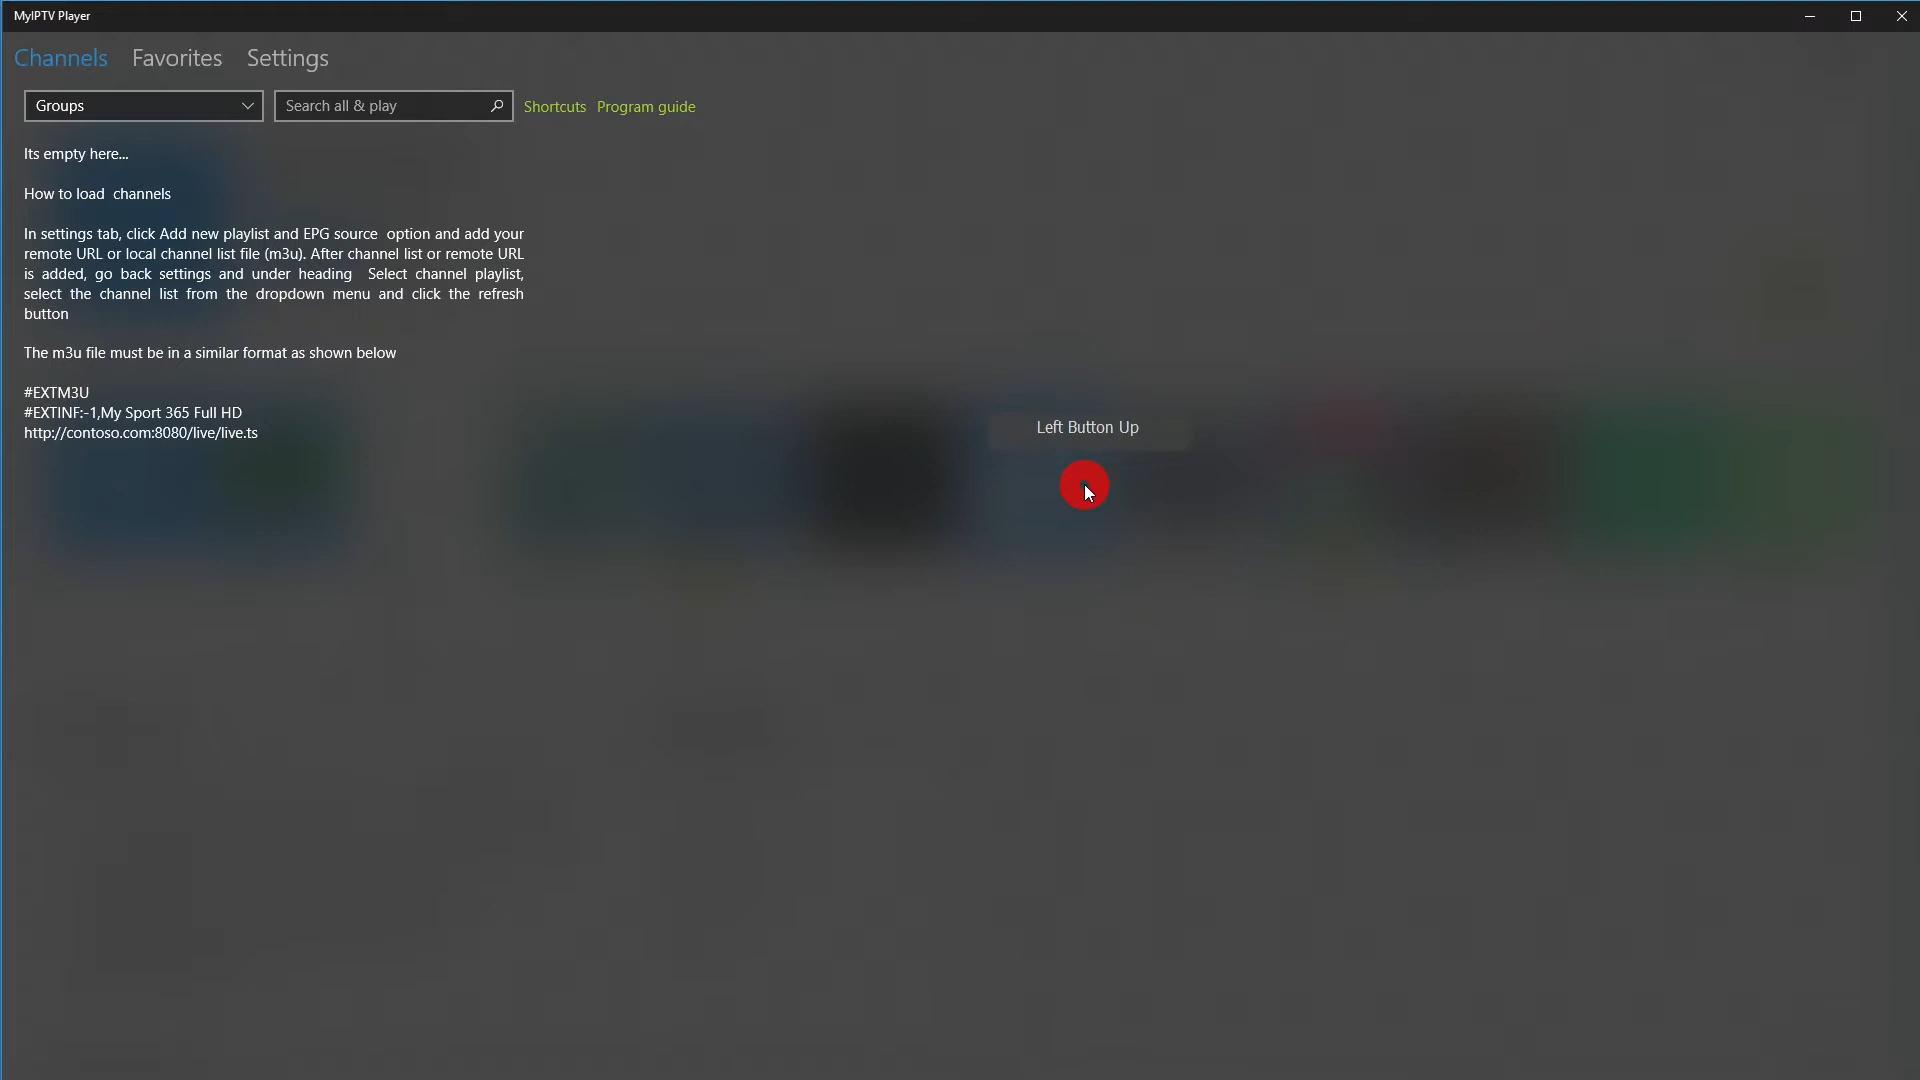 MyIPTV Player
Channels Favorites Settings
Groups Search all & play Shortcuts Program guide
Its empty here...
How to load channels
In settings tab, click Add new playlist and EPG source option and add your
remote URL or local channel list file (m3u). After channel list or remote URL
is added, go back settings and under heading Select channel playlist,
select the channel list from the dropdown menu and click the refresh
button
The m3u file must be in a similar format as shown below
#EXTM3U
#EXTINF:-1,My Sport 365 Full HD
http://contoso.com:8080/live/live.ts
Left Button Up